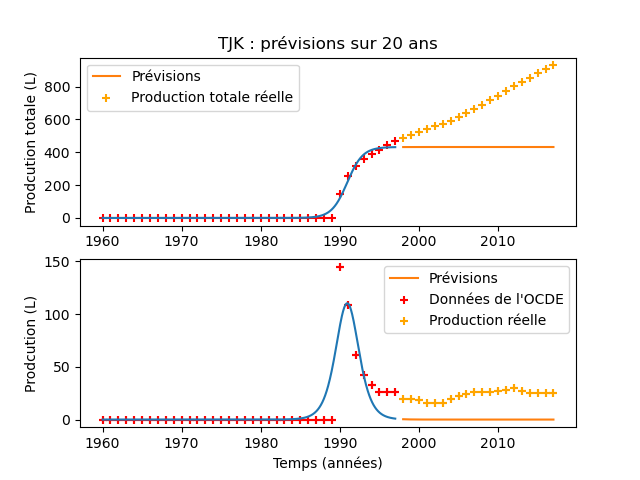 TJK : prévisions sur 20 ans
Prodcution totale (L)
800
600
400
200
0
Prévisions
Production totale réelle
1960 1970 1980 1990 2000 2010
Prodcution (L)
150
100
50
0
Prévisions
Données de l'OCDE
Production réelle
1960 1970 1980 1990 2000 2010
Temps (années)